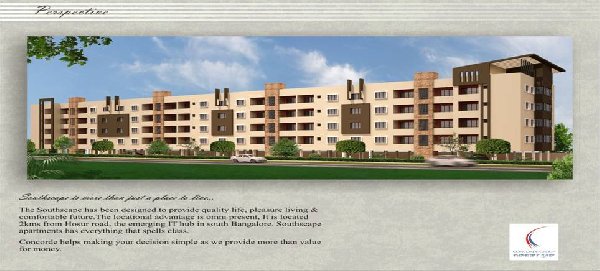 Perspective
Southscape is more than just a place to live...
The Southscape has been designed to provide quality life, pleasure living &
comfortable future.The locational advantage is omni present, It is located
2kms from Hosur road, the emerging IT hub in south Bangalore. Southscape
apartments has everything that spells class.
Concorde helps making your decision simple as we provide more than value
for money.